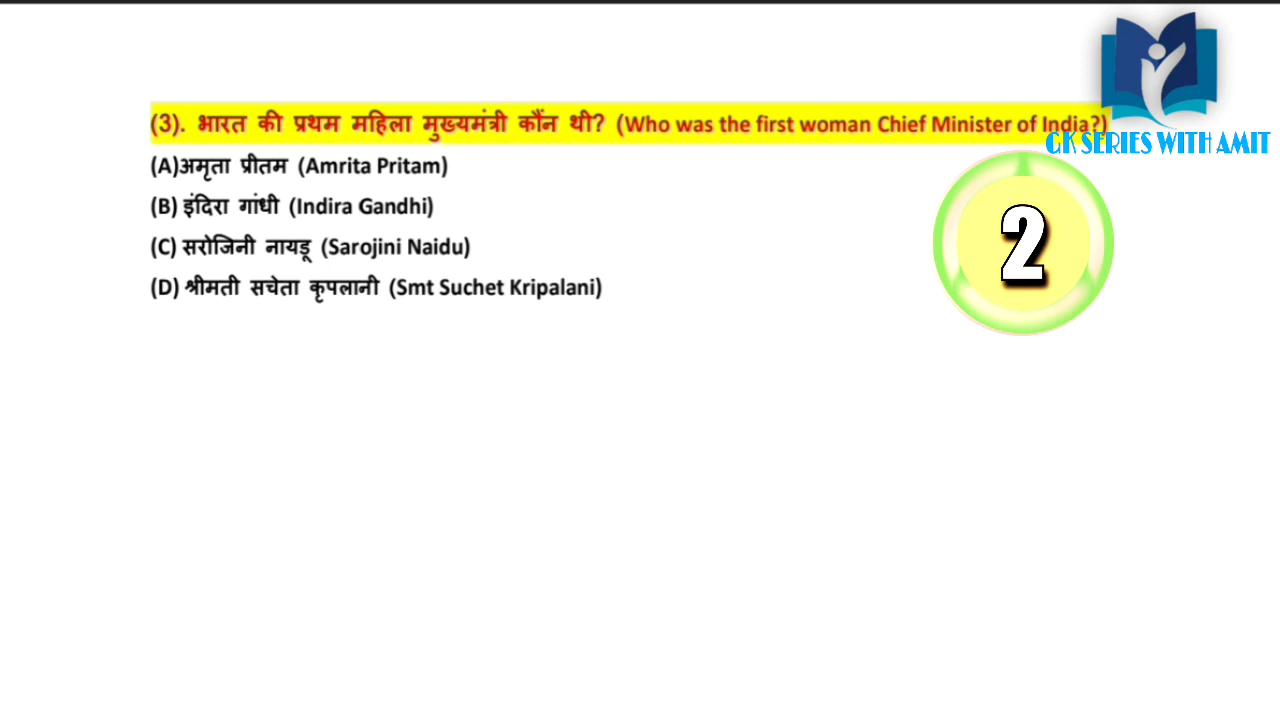 (3). भारत की प्रथम महिला मुख्यमंत्री कौंन थी? (Who was the first woman Chief Minister of India?)
GK SERIES WITH AMIT
(A)अमृता प्रीतम (Amrita Pritam)
(B) इंदिरा गांधी (Indira Gandhi)
2
(C) सरोजिनी नायडू (Sarojini Naidu)
(D) श्रीमती सचेता कृपलानी (Smt Suchet Kripalani)